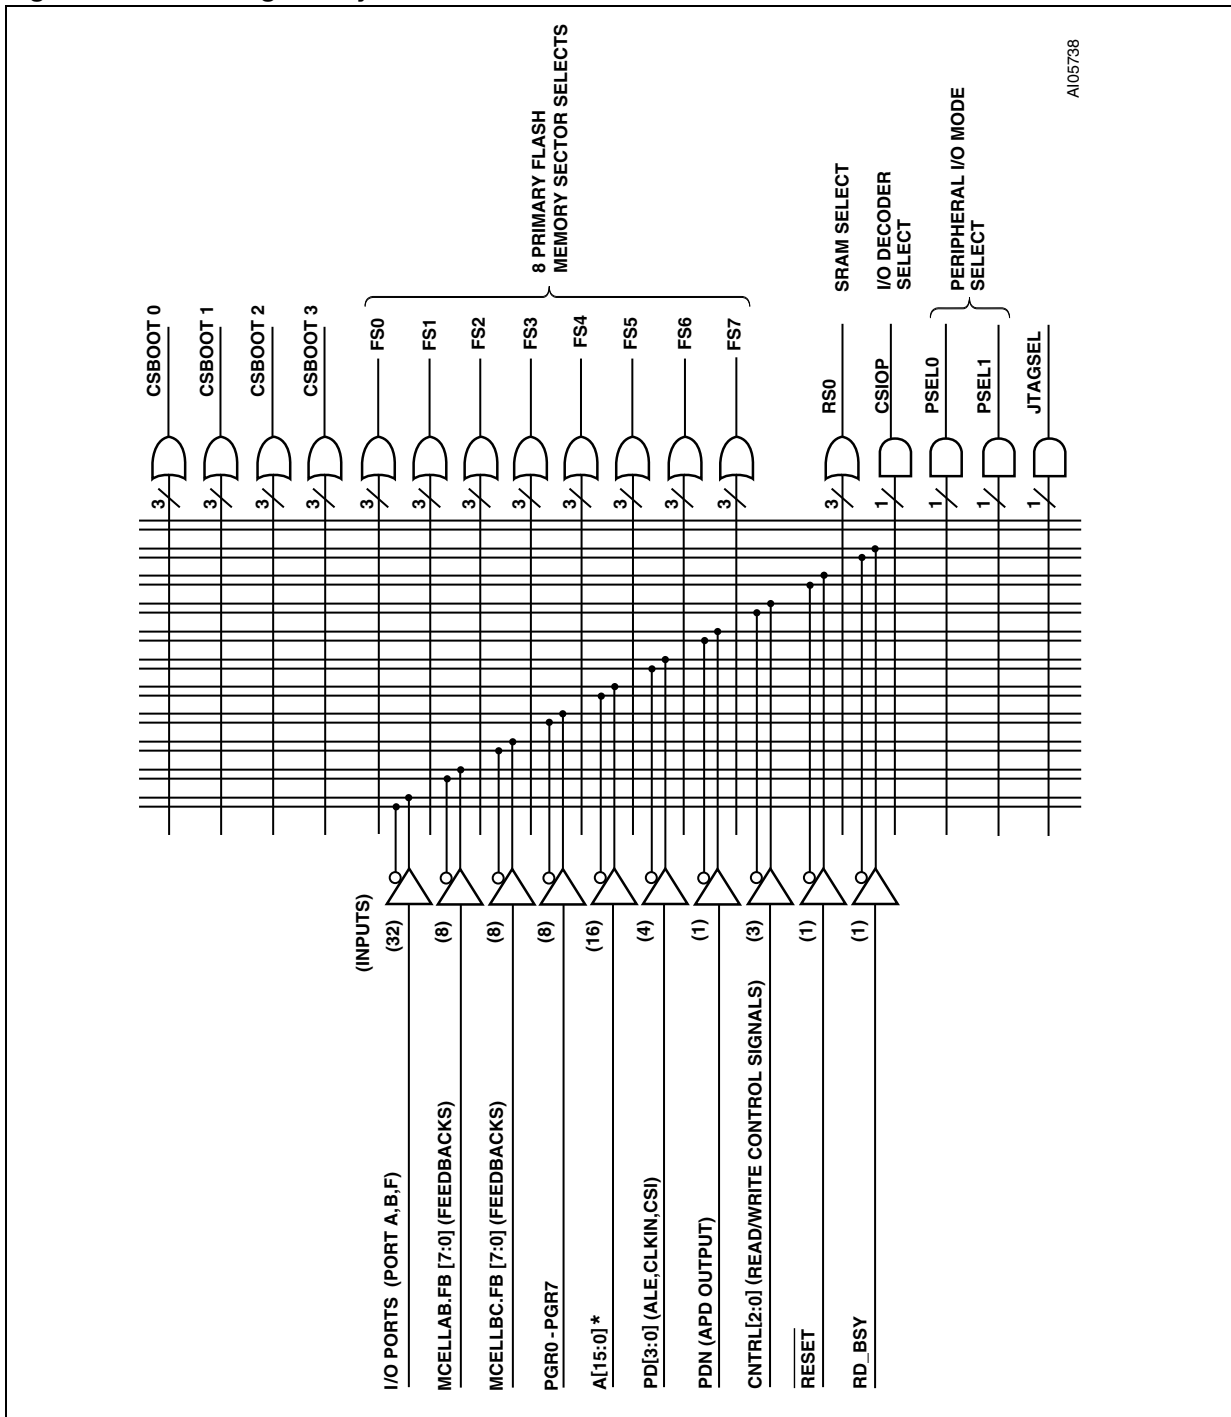 (INPUTS)
I/O PORTS (PORT A,B,F)
(32)
MCELLAB.FB [7:0] (FEEDBACKS)
(8)
MCELLBC.FB [7:0] (FEEDBACKS)
(8)
PGR0 -PGR7
(8)
A[15:0] *
(16)
PD[3:0] (ALE,CLKIN,CSI)
(4)
PDN (APD OUTPUT)
(1)
CNTRL[2:0] (READ/WRITE CONTROL SIGNALS)
(3)
RESET
(1)
RD_BSY
(1)
3
CSBOOT 0
3
CSBOOT 1
3
CSBOOT 2
3
CSBOOT 3
3
FS0
3
FS1
3
FS2
3
FS3
3
FS4
3
FS5
3
FS6
3
FS7
8 PRIMARY FLASH
MEMORY SECTOR SELECTS
3
RS0
SRAM SELECT
1
CSIOP
I/O DECODER
SELECT
1
PSEL0
1
PSEL1
PERIPHERAL I/O MODE
SELECT
1
JTAGSEL
AI05738